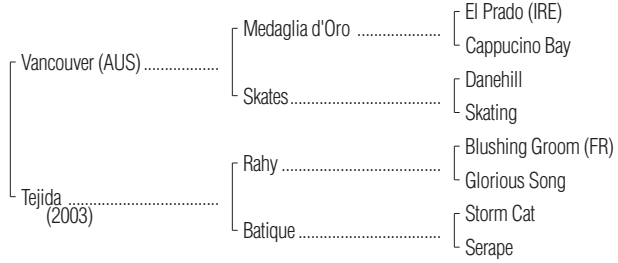 El Prado (IRE)
Medaglia d'Oro ....................
Cappucino Bay
Vancouver (AUS) ..................
Danehill
Skates.....................................
Skating
Blushing Groom (FR)
Rahy .......................................
Glorious Song
Tejida .....................................
(2003)
Storm Cat
Batique ...................................
Serape